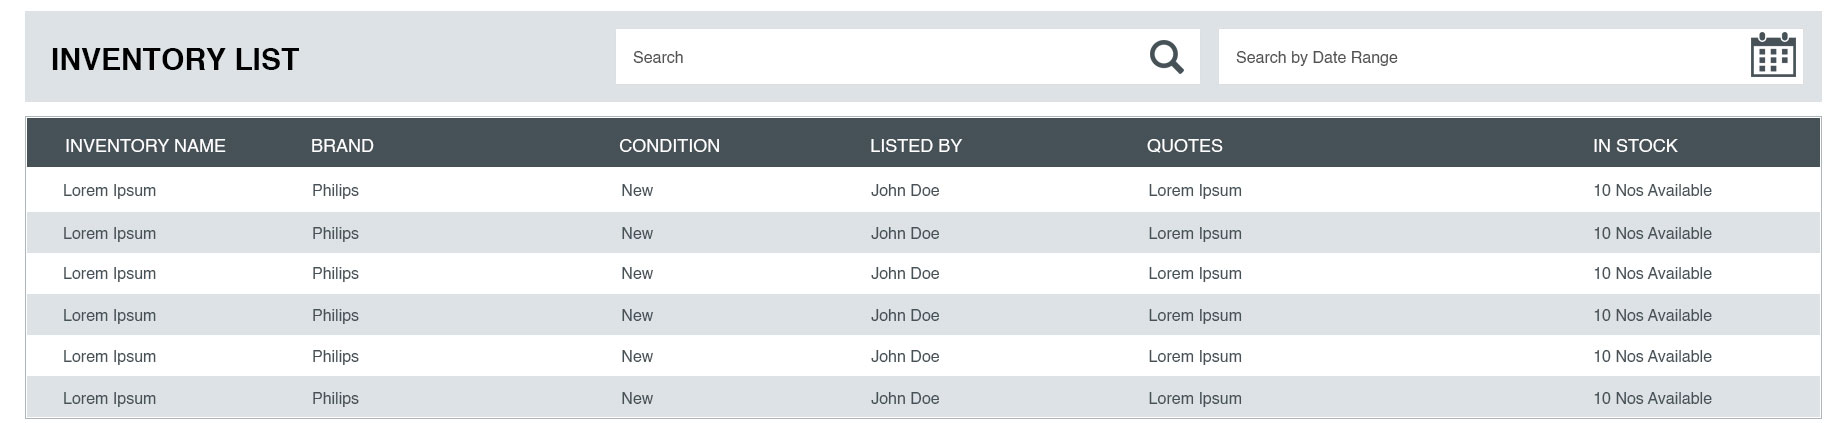 INVENTORY LIST Search Search by Date Range
INVENTORY NAME BRAND CONDITION LISTED BY QUOTES IN STOCK
Lorem Ipsum Philips New John Doe Lorem Ipsum 10 Nos Available
Lorem Ipsum Philips New John Doe Lorem Ipsum 10 Nos Available
Lorem Ipsum Philips New John Doe Lorem Ipsum 10 Nos Available
Lorem Ipsum Philips New John Doe Lorem Ipsum 10 Nos Available
Lorem Ipsum Philips New John Doe Lorem Ipsum 10 Nos Available
Lorem Ipsum Philips New John Doe Lorem Ipsum 10 Nos Available